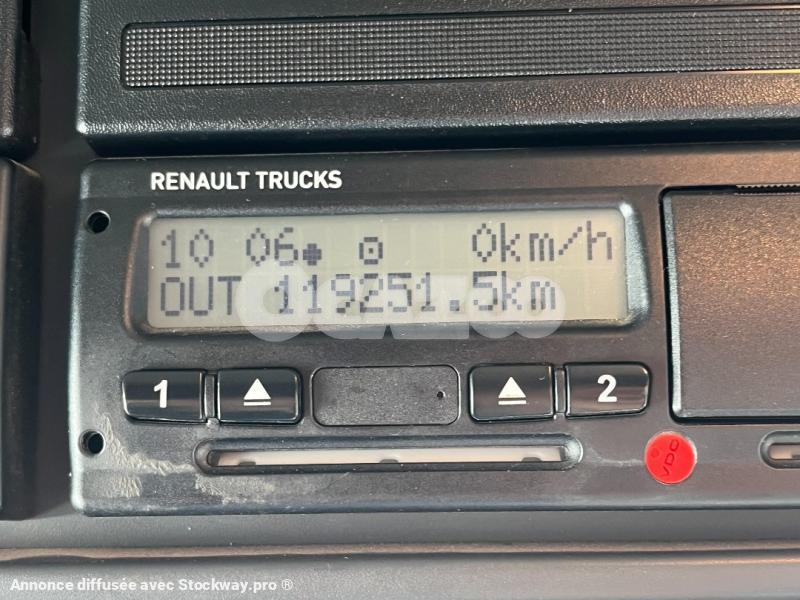 RENAULT TRUCKS
10 06 0km/h
OUT 119251.5km
1 2
VDO
Annonce diffusée avec Stockway.pro ®